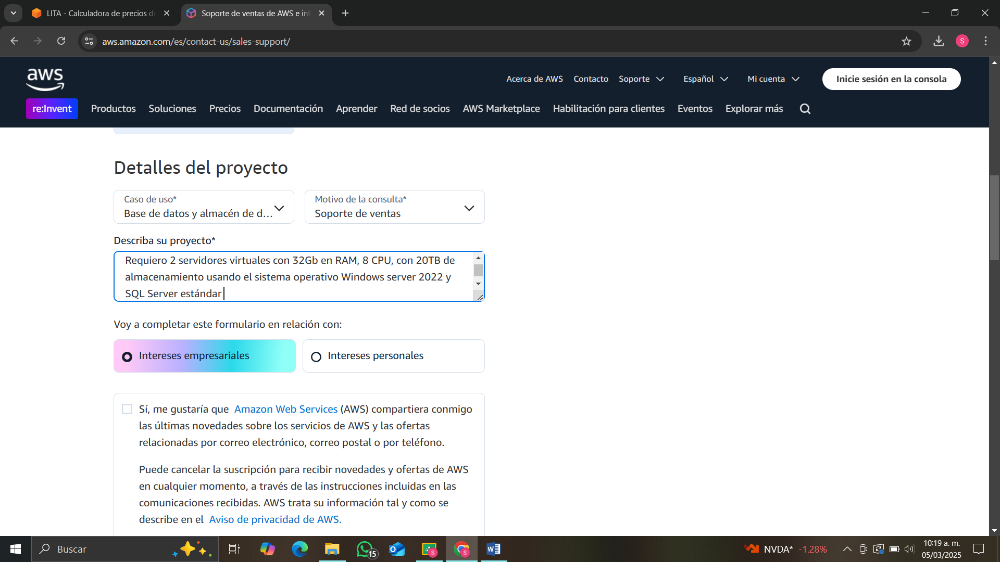 LITA - Calculadora de precios de
Soporte de ventas de AWS e inf
aws.amazon.com/es/contact-us/sales-support/
S
aws
Acerca de AWS Contacto Soporte Español Mi cuenta Inicie sesión en la consola
re:Invent Productos Soluciones Precios Documentación Aprender Red de socios AWS Marketplace Habilitación para clientes Eventos Explorar más
Detalles del proyecto
Caso de uso* Motivo de la consulta*
Base de datos y almacén de d... Soporte de ventas
Describa su proyecto*
Requiero 2 servidores virtuales con 32Gb en RAM, 8 CPU, con 20TB de
almacenamiento usando el sistema operativo Windows server 2022 y
SQL Server estándar
Voy a completar este formulario en relación con:
Intereses empresariales Intereses personales
Sí, me gustaría que Amazon Web Services (AWS) compartiera conmigo
las últimas novedades sobre los servicios de AWS y las ofertas
relacionadas por correo electrónico, correo postal o por teléfono.
Puede cancelar la suscripción para recibir novedades y ofertas de AWS
en cualquier momento, a través de las instrucciones incluidas en las
comunicaciones recibidas. AWS trata su información tal y como se
describe en el Aviso de privacidad de AWS.
Buscar
15
S
S
NVDA* -1.28%
10:19 a. m.
05/03/2025